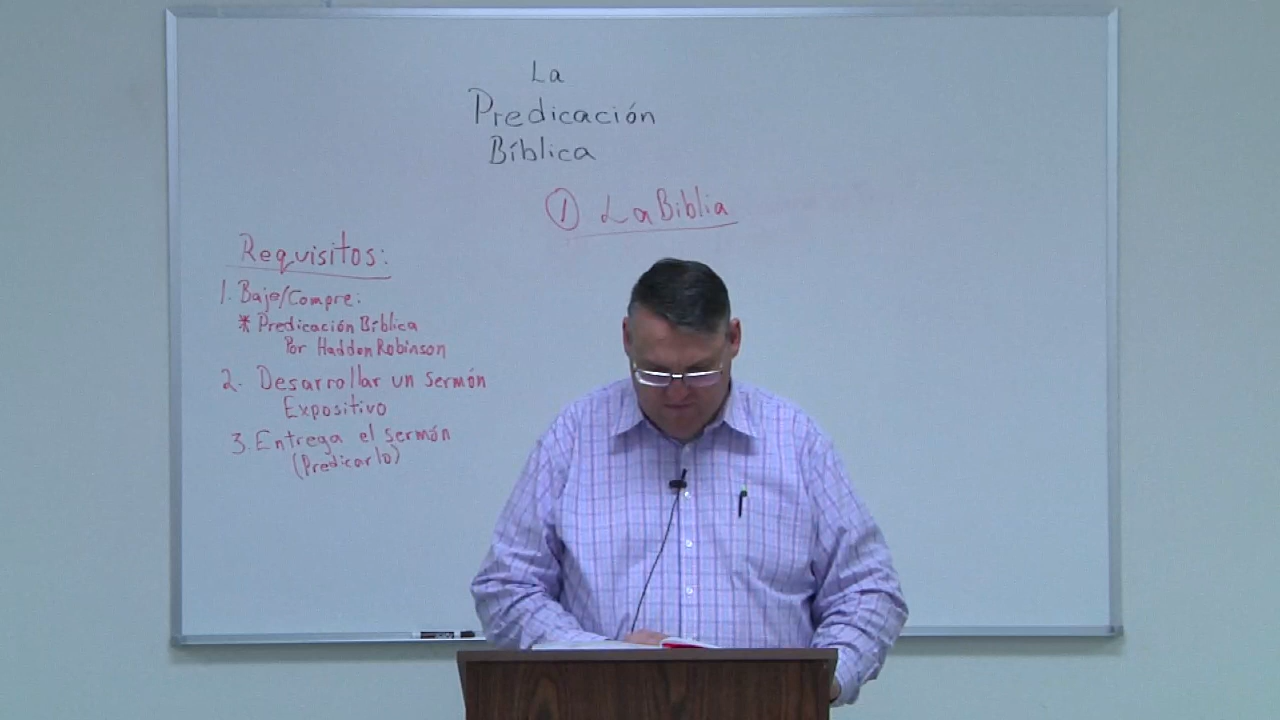 La
Predicación
Bíblica
① La Biblia
Requisitos:
1. Baje/Compre:
* Predicación Bíblica
Por Haddon Robinson
2. Desarrollar un sermón
Expositivo
3. Entrega el sermón
(Predicarlo)